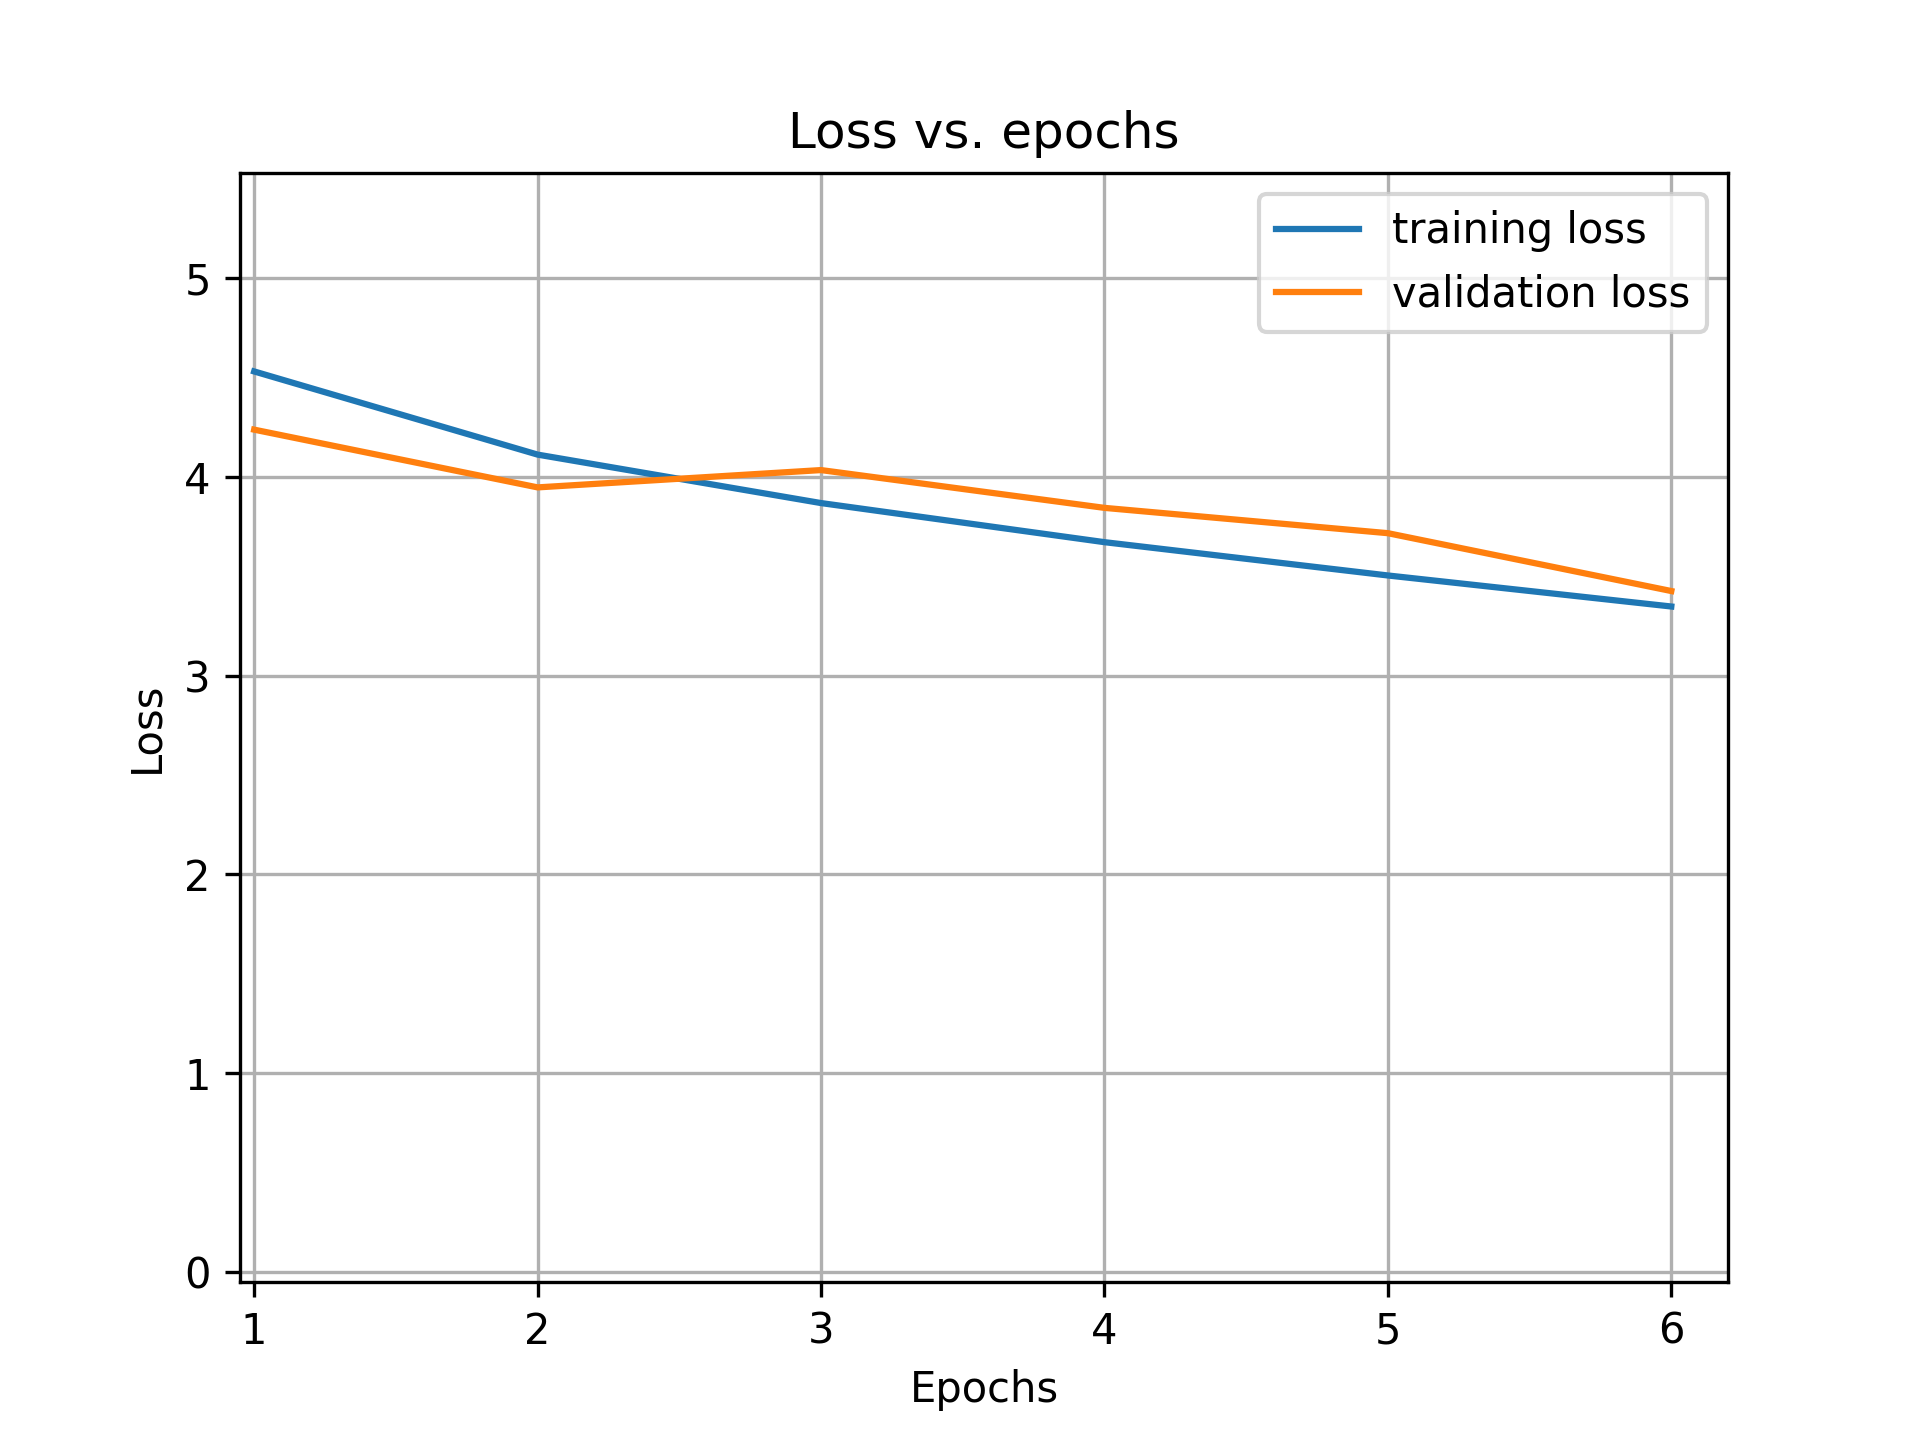 Loss vs. epochs
training loss
validation loss
5
4
3
2
1
0
Loss
1 2 3 4 5 6
Epochs